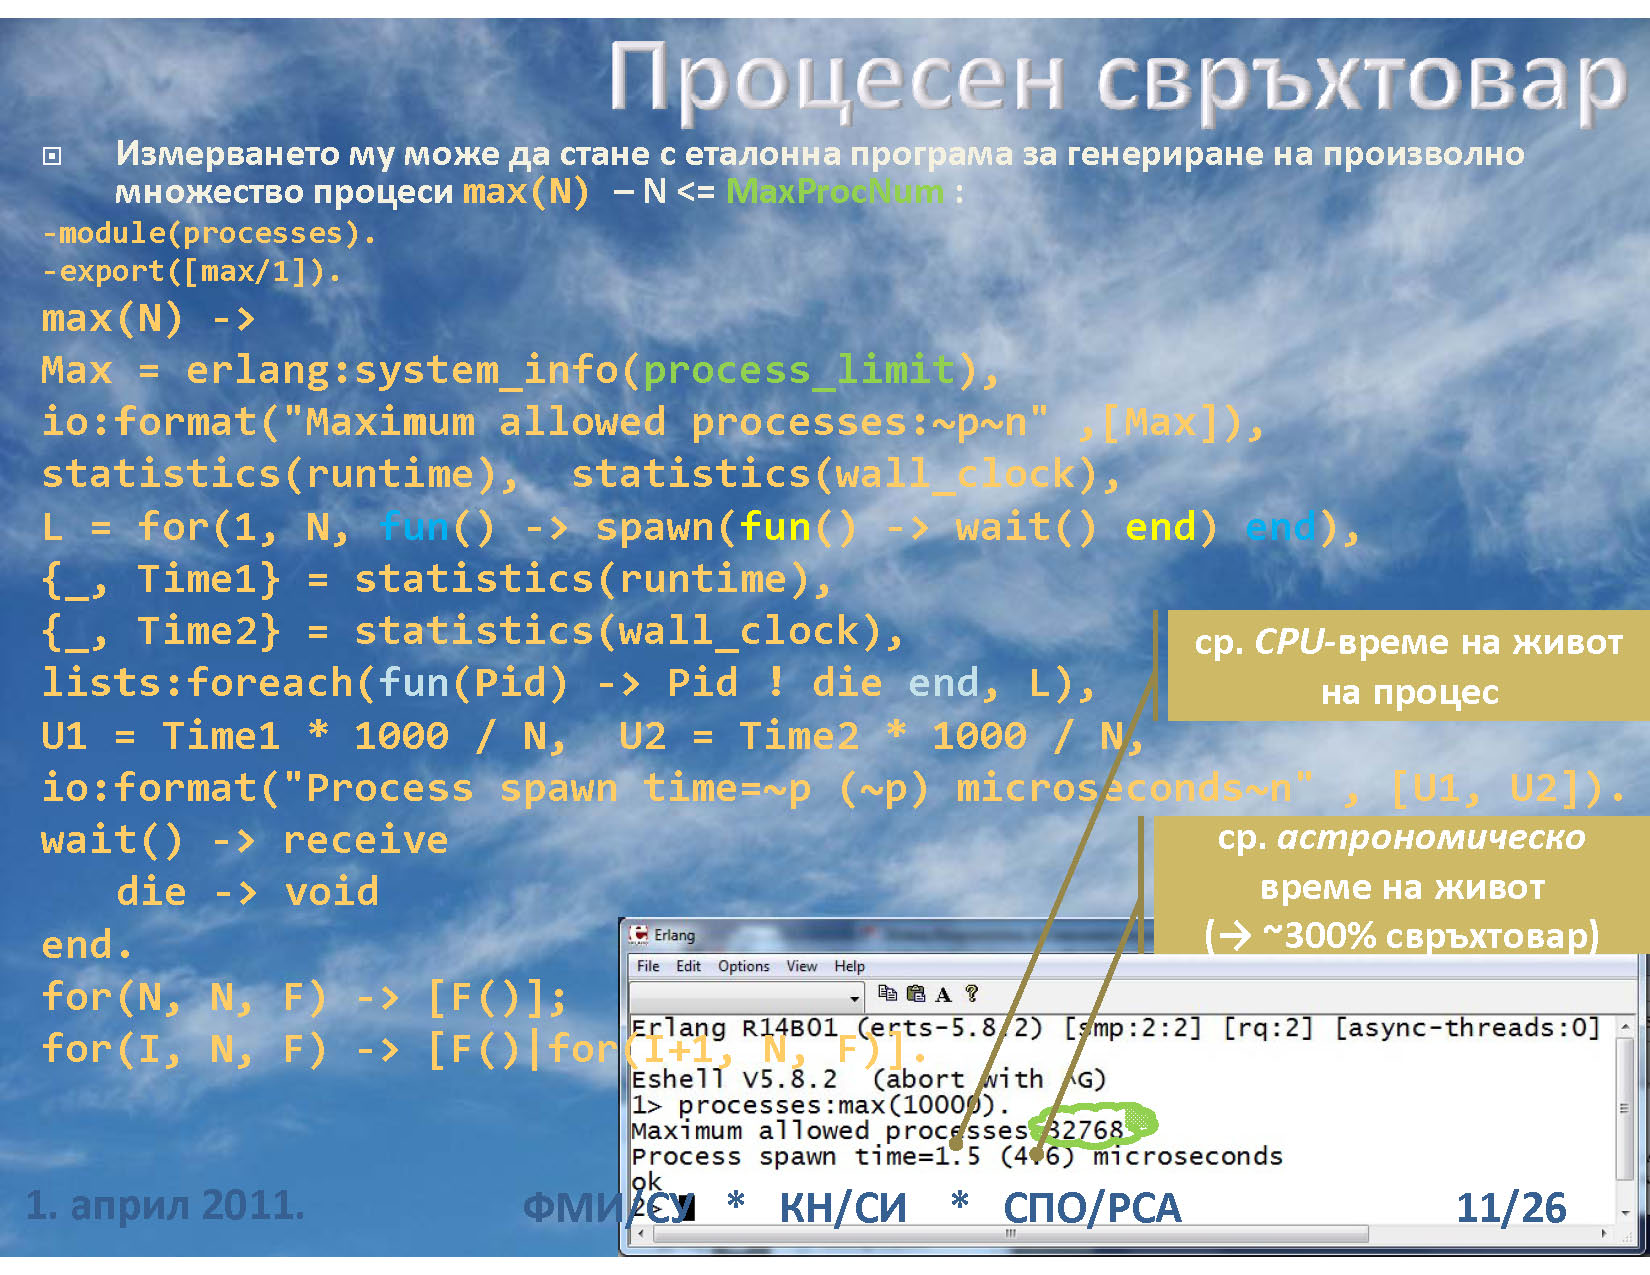 Процесен свръхтовар
Измерването му може да стане с еталонна програма за генериране на произволно
множество процеси max(N) – N <= MaxProcNum :
-module(processes).
-export([max/1]).
max(N) ->
Max = erlang:system_info(process_limit),
io:format("Maximum allowed processes:~p~n" ,[Max]),
statistics(runtime), statistics(wall_clock),
L = for(1, N, fun() -> spawn(fun() -> wait() end) end),
{_, Time1} = statistics(runtime),
{_, Time2} = statistics(wall_clock),
lists:foreach(fun(Pid) -> Pid ! die end, L),
U1 = Time1 * 1000 / N, U2 = Time2 * 1000 / N,
io:format("Process spawn time=~p (~p) microseconds~n" , [U1, U2]).
wait() -> receive
die -> void
end.
for(N, N, F) -> [F()];
for(I, N, F) -> [F()|for(I+1, N, F)].
ср. CPU-време на живот
на процес
ср. астрономическо
време на живот
(→ ~300% свръхтовар)
Erlang
File Edit Options View Help
Erlang R14B01 (erts-5.8.2) [smp:2:2] [rq:2] [async-threads:0]
Eshell V5.8.2 (abort with ^G)
1> processes:max(10000).
Maximum allowed processes:32768
Process spawn time=1.5 (4.6) microseconds
ok
2>
1. април 2011.
ФМИ/СУ * КН/СИ * СПО/РСА
11/26